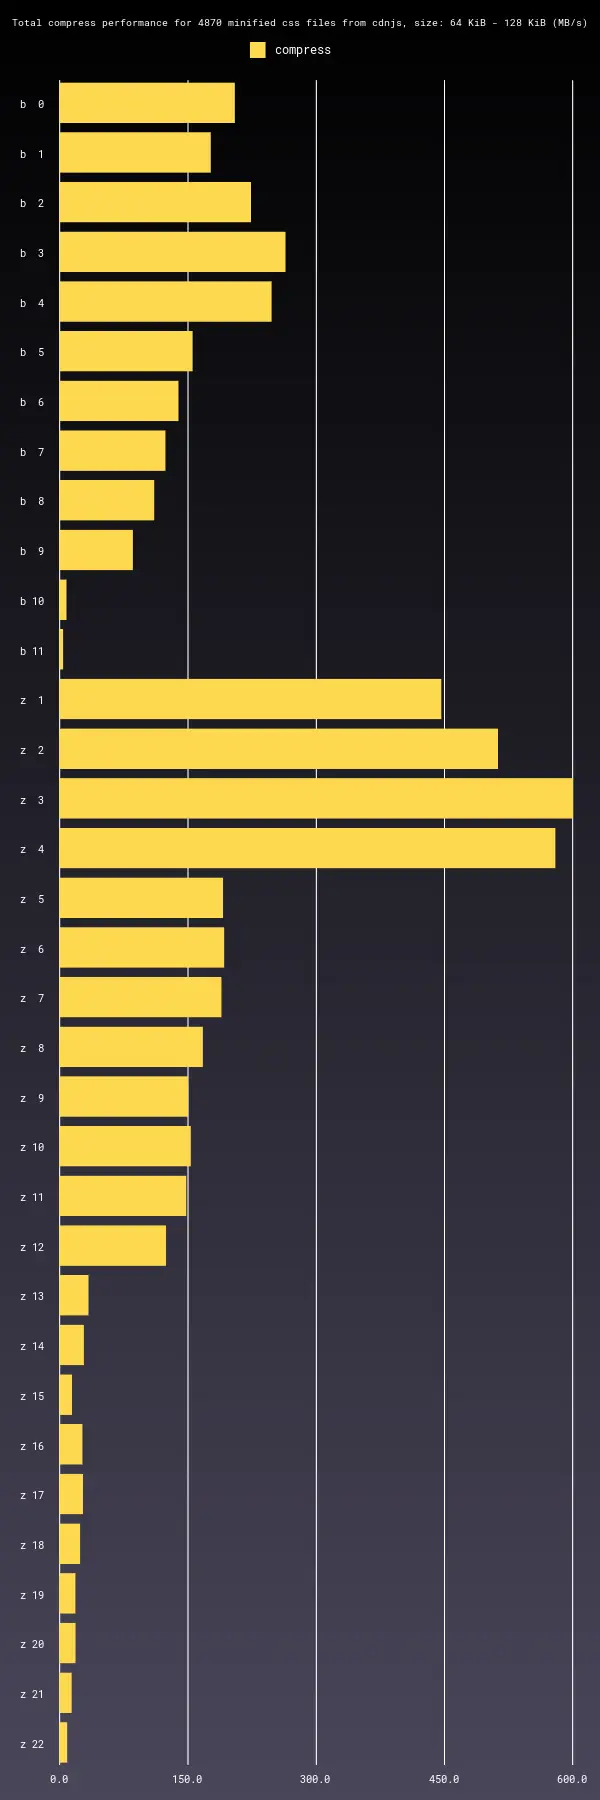 Total compress performance for 4870 minified css files from cdnjs, size: 64 KiB - 128 KiB (MB/s)
compress
b  0
b  1
b  2
b  3
b  4
b  5
b  6
b  7
b  8
b  9
b 10
b 11
z  1
z  2
z  3
z  4
z  5
z  6
z  7
z  8
z  9
z 10
z 11
z 12
z 13
z 14
z 15
z 16
z 17
z 18
z 19
z 20
z 21
z 22
0.0 150.0 300.0 450.0 600.0